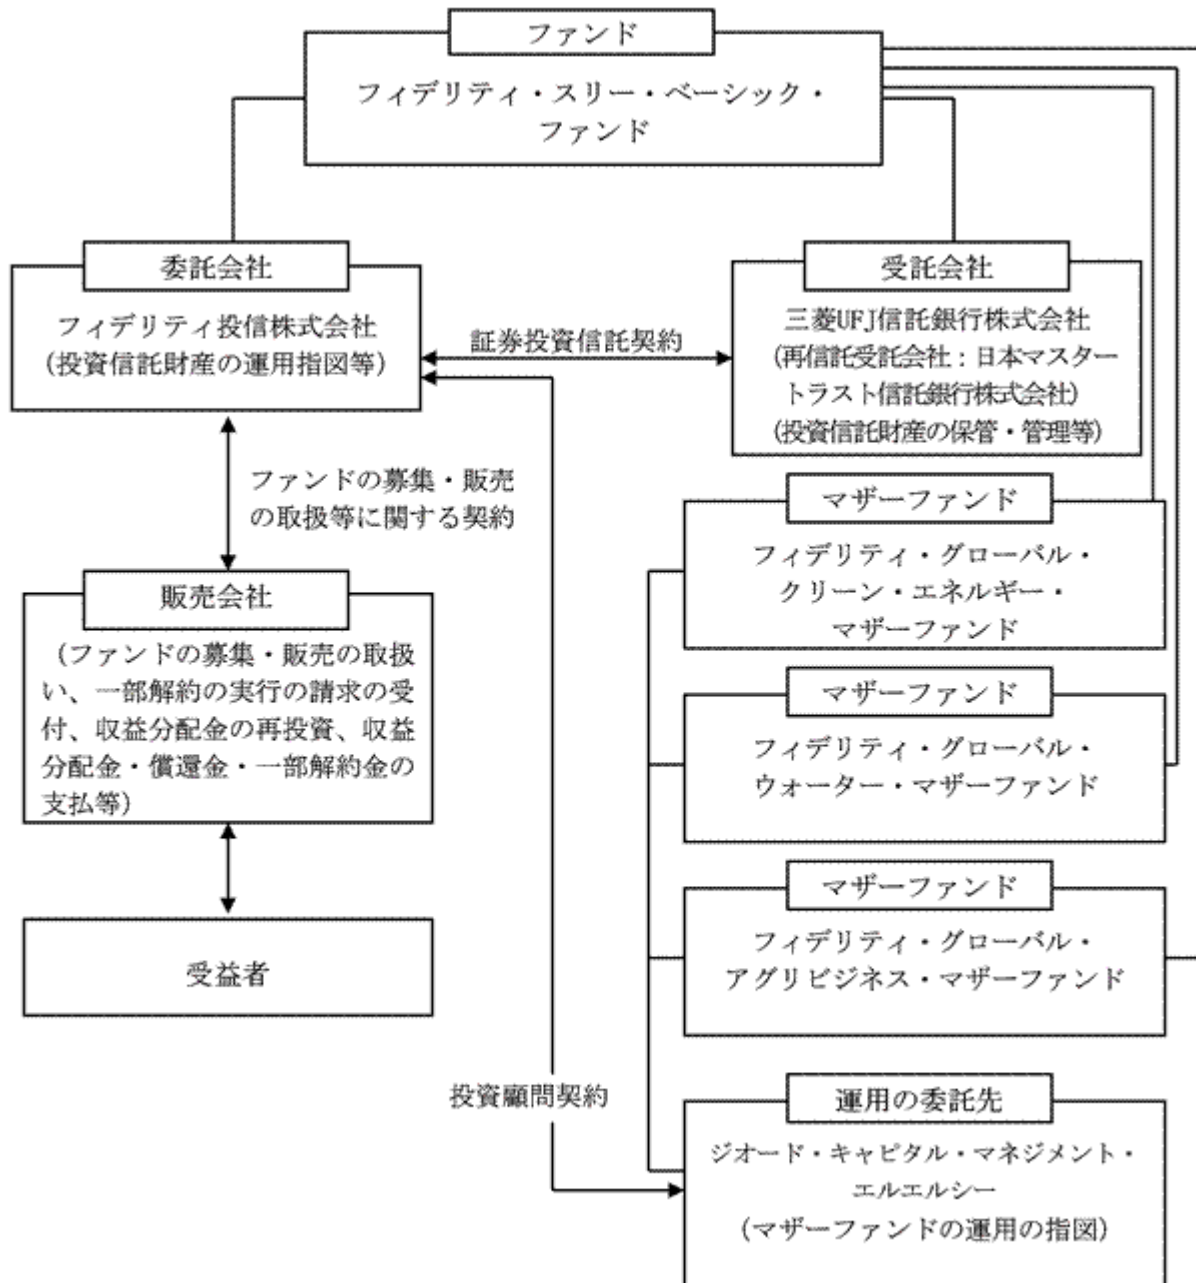 ファンド
フィデリティ・スリー・ベーシック・
ファンド
委託会社
フィデリティ投信株式会社
(投資信託財産の運用指図等)
証券投資信託契約
受託会社
三菱UFJ信託銀行株式会社
(再信託受託会社：日本マスター
トラスト信託銀行株式会社)
(投資信託財産の保管・管理等)
ファンドの募集・販売
の取扱等に関する契約
販売会社
(ファンドの募集・販売の取扱
い、一部解約の実行の請求の受
付、収益分配金の再投資、収益
分配金・償還金・一部解約金の
支払等)
受益者
マザーファンド
フィデリティ・グローバル・
クリーン・エネルギー・
マザーファンド
マザーファンド
フィデリティ・グローバル・
ウォーター・マザーファンド
マザーファンド
フィデリティ・グローバル・
アグリビジネス・マザーファンド
投資顧問契約
運用の委託先
ジオード・キャピタル・マネジメント・
エルエルシー
(マザーファンドの運用の指図)